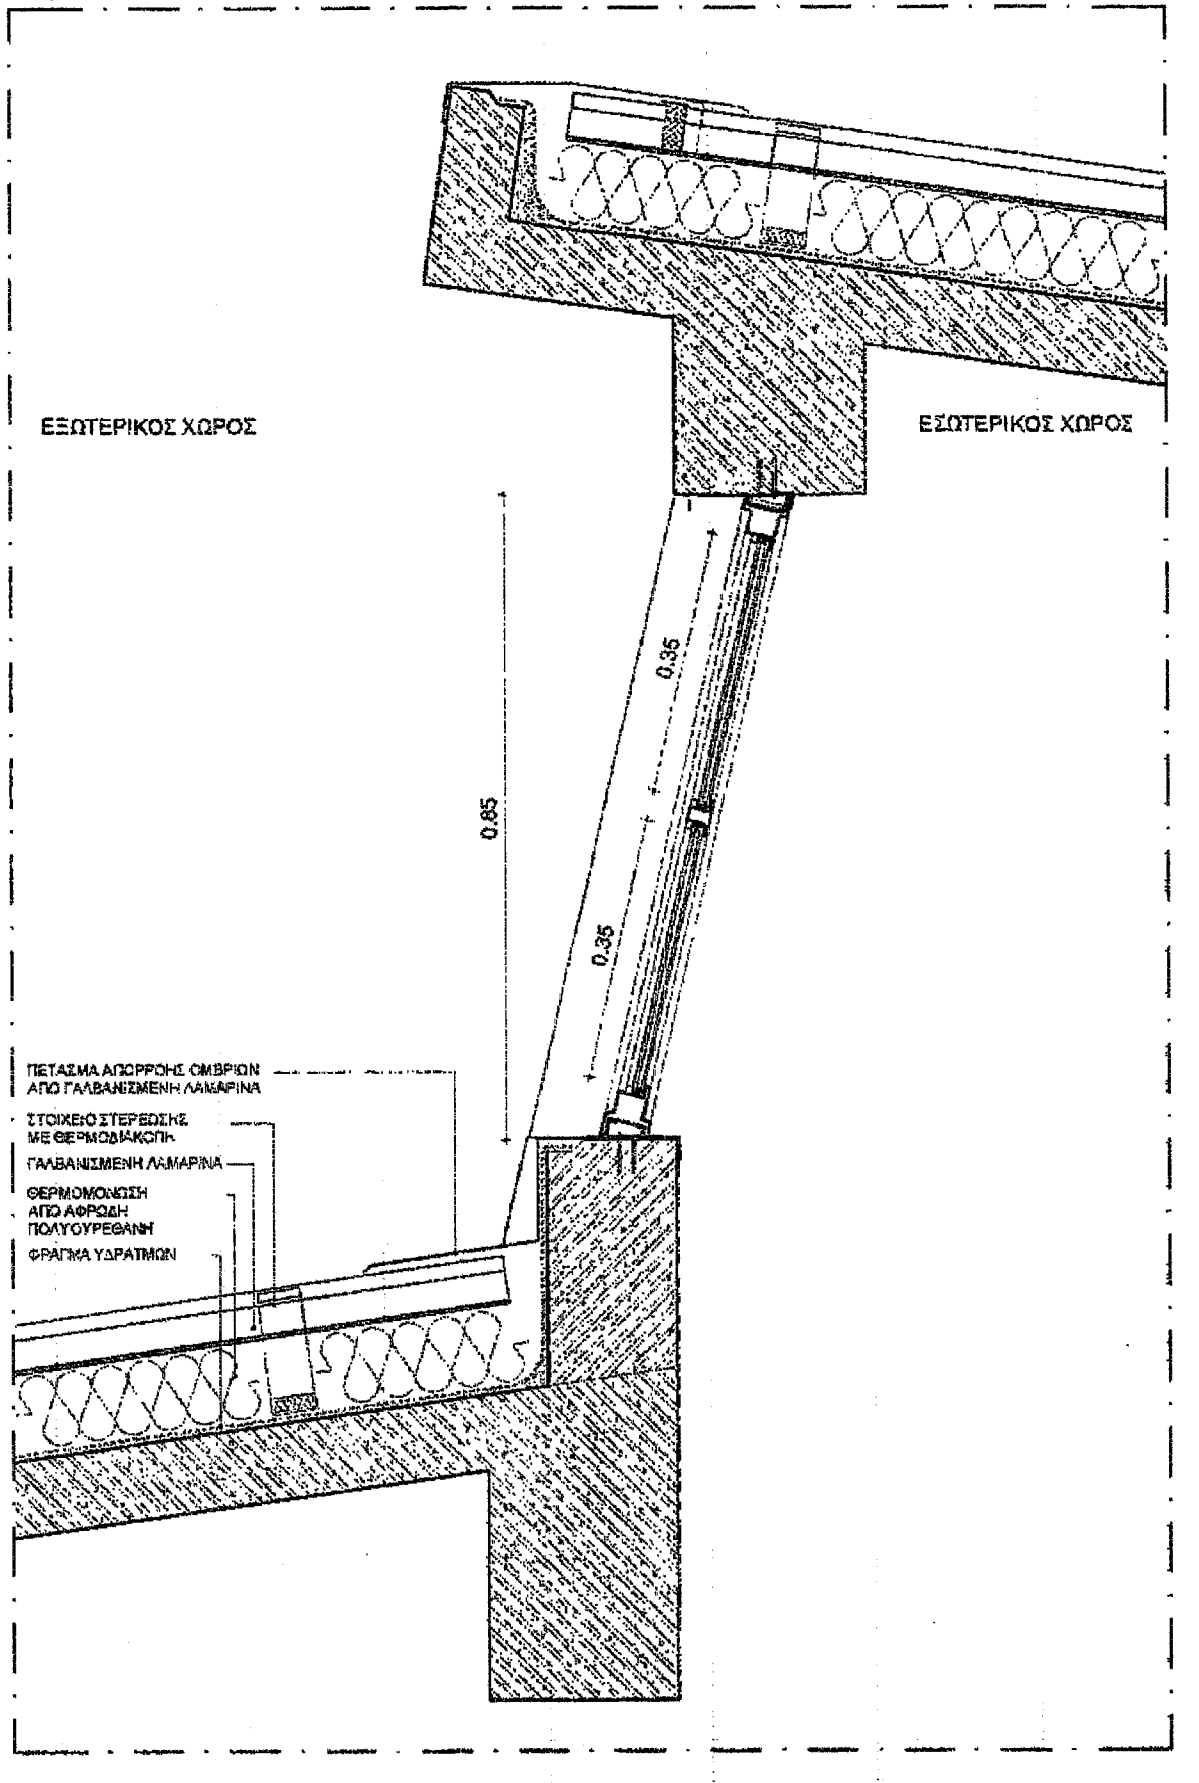 ΕΞΩΤΕΡΙΚΟΣ ΧΩΡΟΣ
ΕΣΩΤΕΡΙΚΟΣ ΧΩΡΟΣ
0.35
0.85
0.35
ΠΕΤΑΣΜΑ ΑΠΟΡΡΟΗΣ ΟΜΒΡΙΩΝ
ΑΠΟ ΓΑΛΒΑΝΙΣΜΕΝΗ ΛΑΜΑΡΙΝΑ
ΣΤΟΙΧΕΙΟ ΣΤΕΡΕΩΣΗΣ
ΜΕ ΘΕΡΜΟΔΙΑΚΟΠΗ
ΓΑΛΒΑΝΙΣΜΕΝΗ ΛΑΜΑΡΙΝΑ
ΘΕΡΜΟΜΟΝΩΣΗ
ΑΠΟ ΑΦΡΩΔΗ
ΠΟΛΥΟΥΡΕΘΑΝΗ
ΦΡΑΓΜΑ ΥΔΡΑΤΜΩΝ